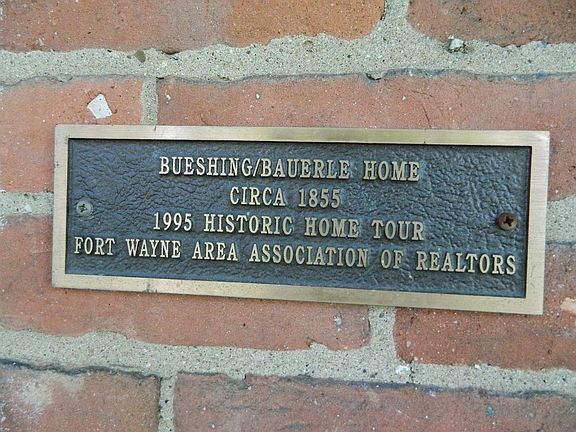 BUESHING/BAUERLE HOME
CIRCA 1855
1995 HISTORIC HOME TOUR
FORT WAYNE AREA ASSOCIATION OF REALTORS